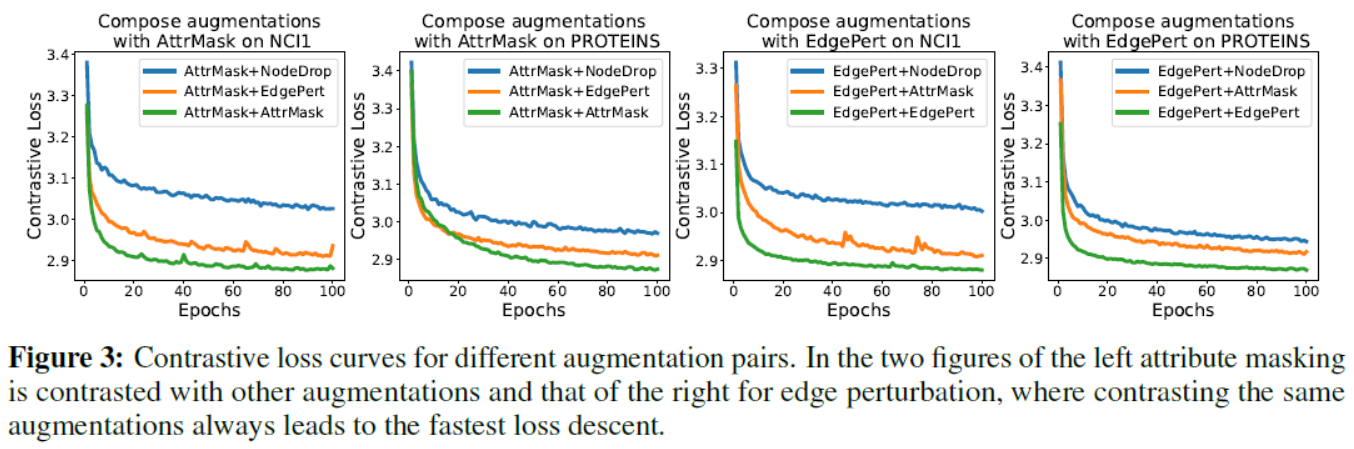 Compose augmentations
with AttrMask on NCI1
3.4
3.3
3.2
3.1
3.0
2.9
Contrastive Loss
AttrMask+NodeDrop
AttrMask+EdgePert
AttrMask+AttrMask
0 20 40 60 80 100
Epochs
Compose augmentations
with AttrMask on PROTEINS
3.4
3.3
3.2
3.1
3.0
2.9
Contrastive Loss
AttrMask+NodeDrop
AttrMask+EdgePert
AttrMask+AttrMask
0 20 40 60 80 100
Epochs
Compose augmentations
with EdgePert on NCI1
3.3
3.2
3.1
3.0
2.9
Contrastive Loss
EdgePert+NodeDrop
EdgePert+AttrMask
EdgePert+EdgePert
0 20 40 60 80 100
Epochs
Compose augmentations
with EdgePert on PROTEINS
3.4
3.3
3.2
3.1
3.0
2.9
Contrastive Loss
EdgePert+NodeDrop
EdgePert+AttrMask
EdgePert+EdgePert
0 20 40 60 80 100
Epochs
Figure 3: Contrastive loss curves for different augmentation pairs. In the two figures of the left attribute masking
is contrasted with other augmentations and that of the right for edge perturbation, where contrasting the same
augmentations always leads to the fastest loss descent.